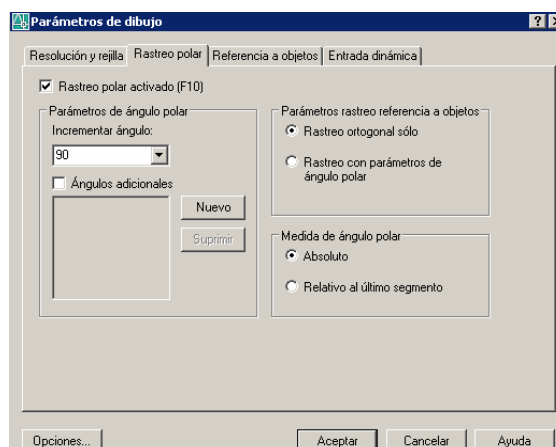 Parámetros de dibujo
Resolución y rejilla
Rastreo polar
Referencia a objetos
Entrada dinámica
Rastreo polar activado (F10)
Parámetros de ángulo polar
Incrementar ángulo:
90
Ángulos adicionales
Nuevo
Suprimir
Parámetros rastreo referencia a objetos
Rastreo ortogonal sólo
Rastreo con parámetros de
ángulo polar
Medida de ángulo polar
Absoluto
Relativo al último segmento
Opciones...
Aceptar
Cancelar
Ayuda